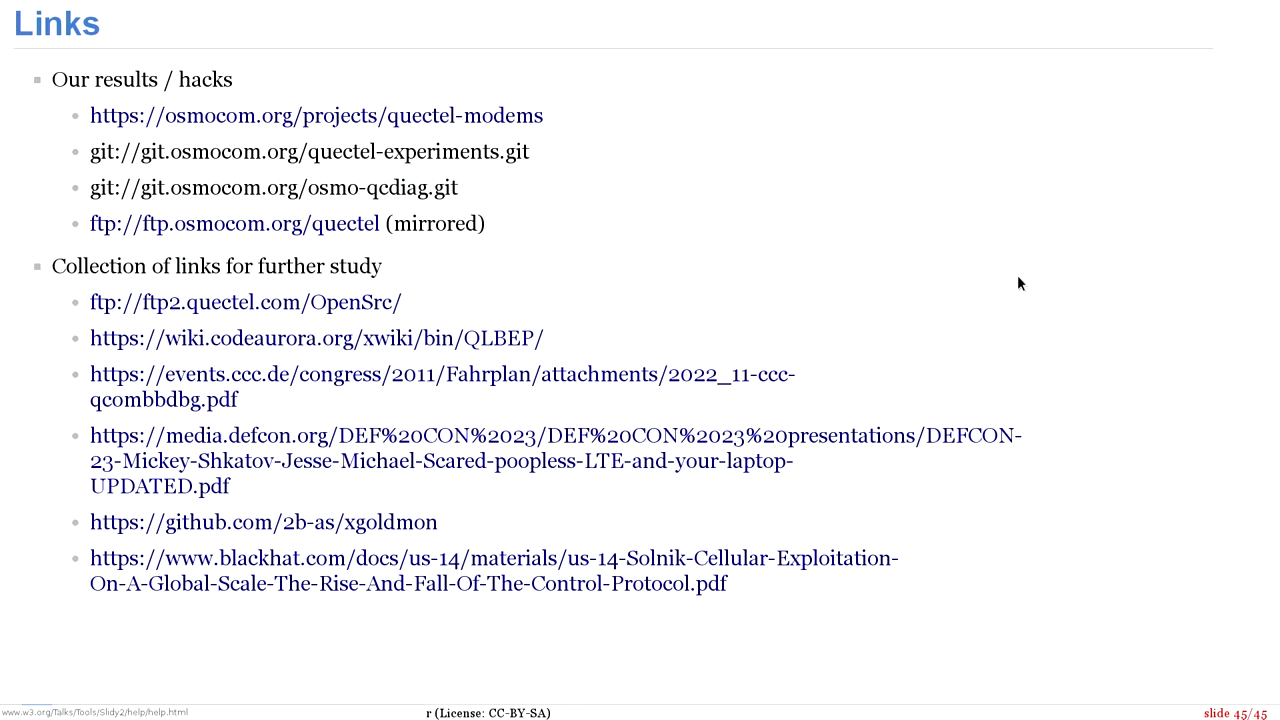 Links
Our results / hacks
https://osmocom.org/projects/quectel-modems
git://git.osmocom.org/quectel-experiments.git
git://git.osmocom.org/osmo-qcdiag.git
ftp://ftp.osmocom.org/quectel (mirrored)
Collection of links for further study
ftp://ftp2.quectel.com/OpenSrc/
https://wiki.codeaurora.org/xwiki/bin/QLBEP/
https://events.ccc.de/congress/2011/Fahrplan/attachments/2022_11-ccc-
qcombbdbg.pdf
https://media.defcon.org/DEF%20CON%2023/DEF%20CON%2023%20presentations/DEFCON-
23-Mickey-Shkatov-Jesse-Michael-Scared-poopless-LTE-and-your-laptop-
UPDATED.pdf
https://github.com/2b-as/xgoldmon
https://www.blackhat.com/docs/us-14/materials/us-14-Solnik-Cellular-Exploitation-
On-A-Global-Scale-The-Rise-And-Fall-Of-The-Control-Protocol.pdf
www.w3.org/Talks/Tools/Slidy2/help/help.html
r (License: CC-BY-SA)
slide 45/45